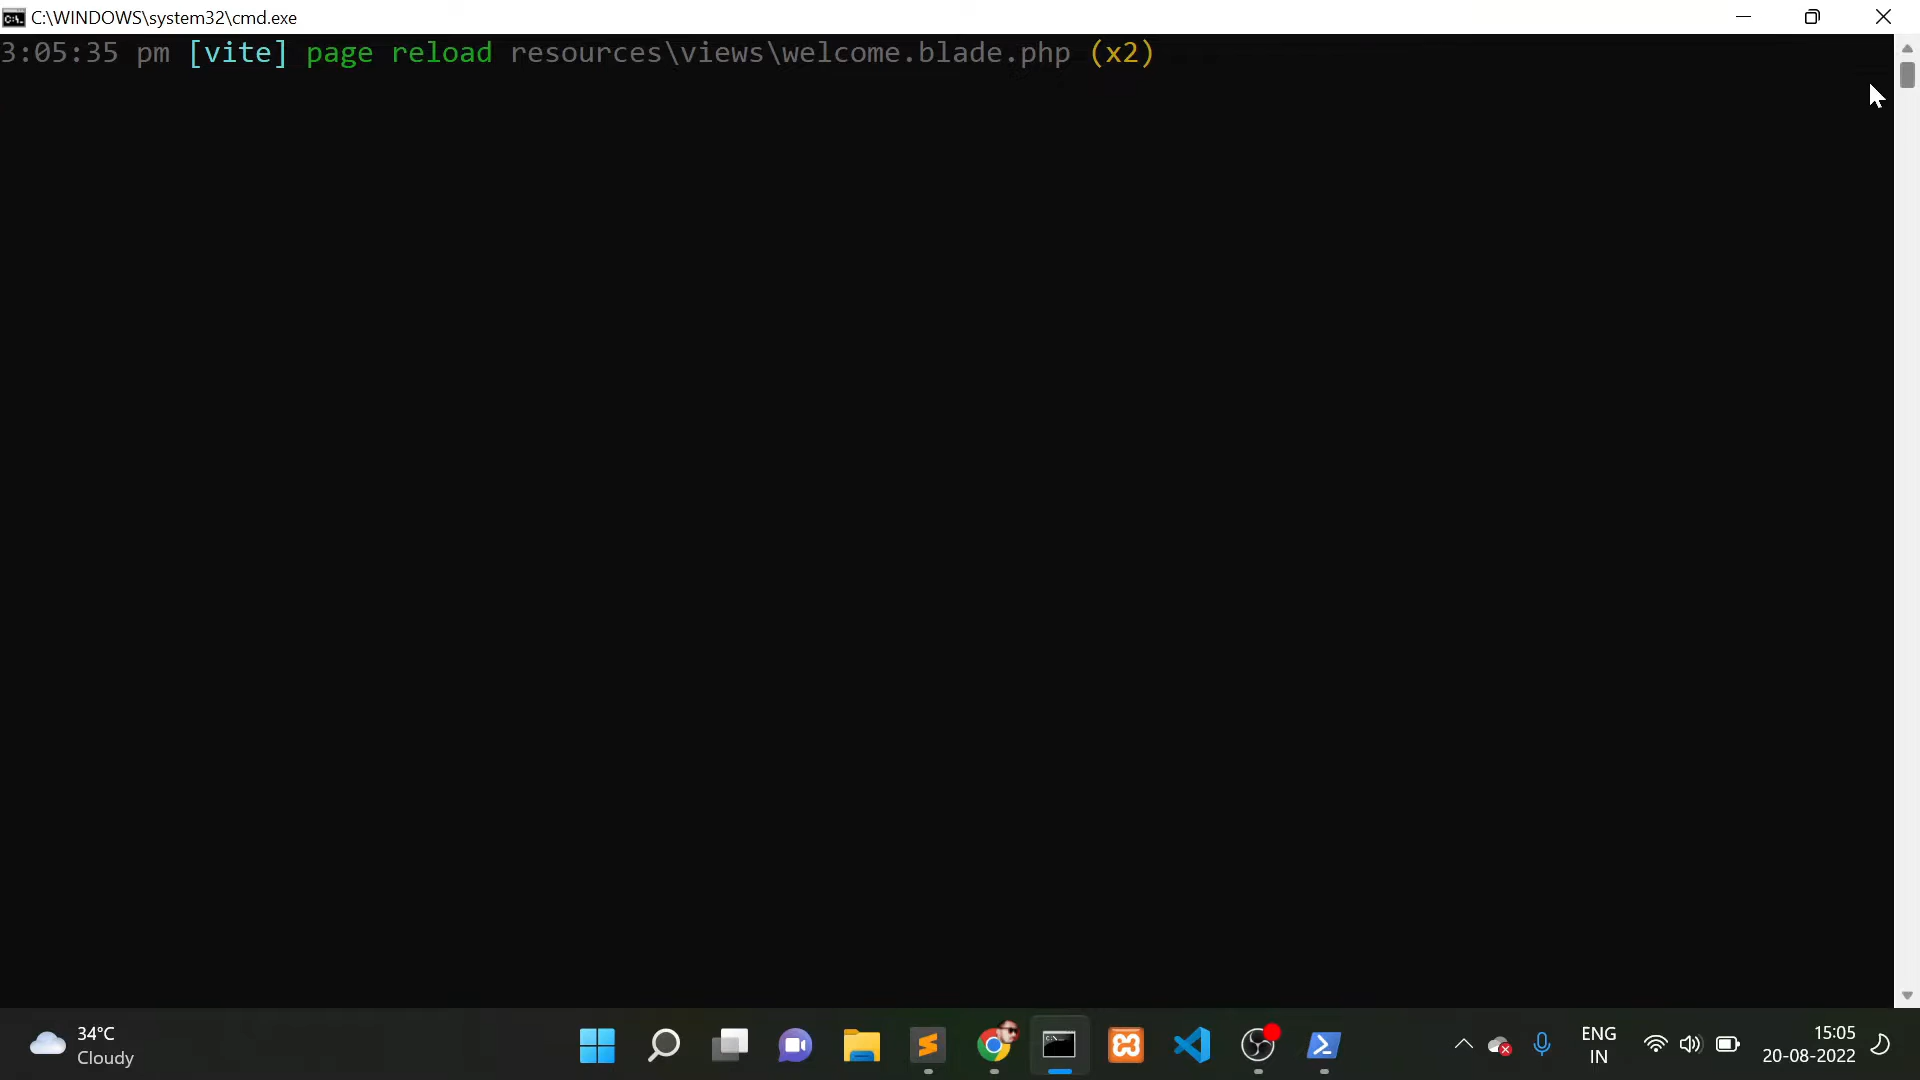 C:\WINDOWS\system32\cmd.exe
3:05:35 pm [vite] page reload resources\views\welcome.blade.php (x2)
34°C
Cloudy
ENG
IN
15:05
20-08-2022